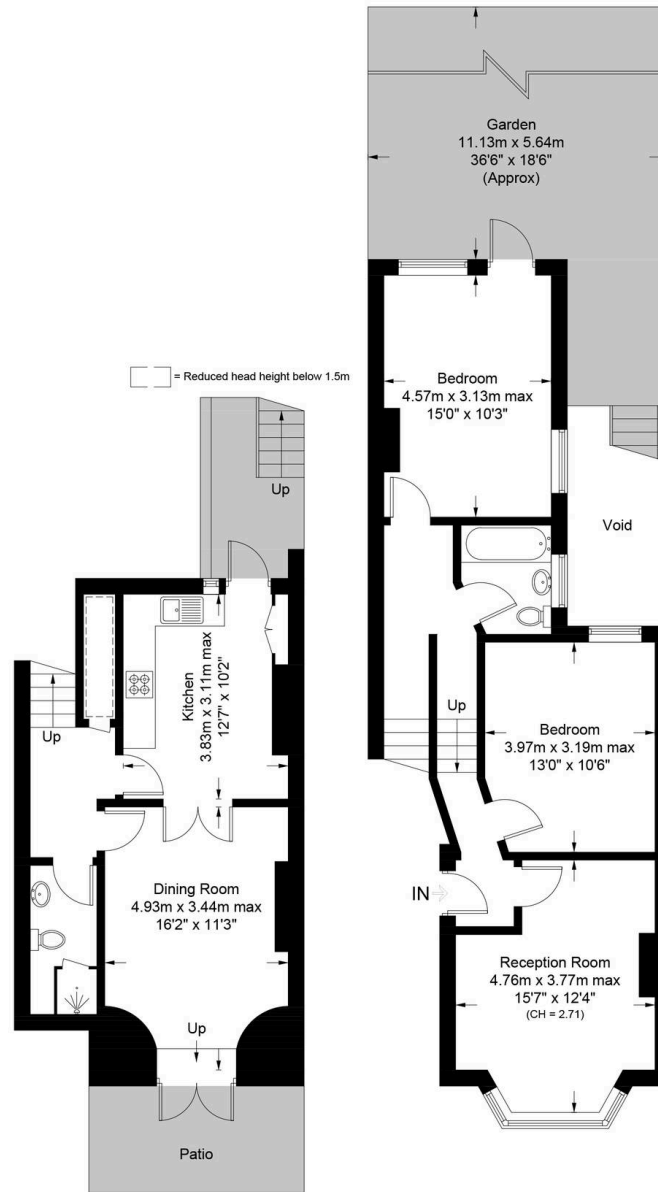 = Reduced head height below 1.5m
Up
Kitchen
3.83m x 3.11m max
12'7" x 10'2"
Up
Dining Room
4.93m x 3.44m max
16'2" x 11'3"
Up
Patio
Garden
11.13m x 5.64m
36'6" x 18'6"
(Approx)
Bedroom
4.57m x 3.13m max
15'0" x 10'3"
Void
Up
Bedroom
3.97m x 3.19m max
13'0" x 10'6"
IN
Reception Room
4.76m x 3.77m max
15'7" x 12'4"
(CH = 2.71)